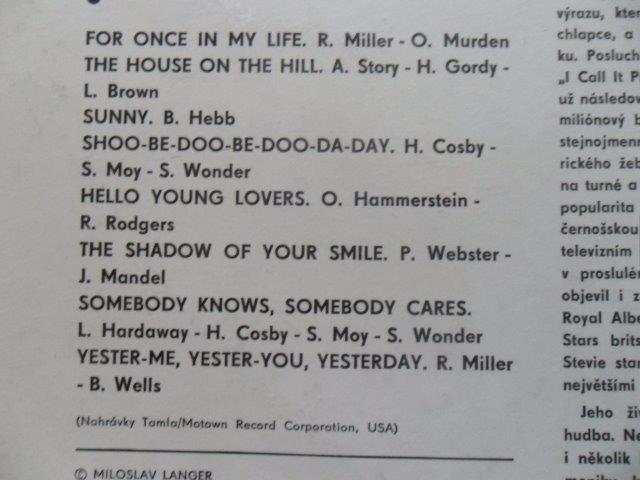 FOR ONCE IN MY LIFE. R. Miller - O. Murden
THE HOUSE ON THE HILL. A. Story - H. Gordy -
L. Brown
SUNNY. B. Hebb
SHOO-BE-DOO-BE-DOO-DA-DAY. H. Cosby -
S. Moy - S. Wonder
HELLO YOUNG LOVERS. O. Hammerstein -
R. Rodgers
THE SHADOW OF YOUR SMILE. P. Webster -
J. Mandel
SOMEBODY KNOWS, SOMEBODY CARES.
L. Hardaway - H. Cosby - S. Moy - S. Wonder
YESTER-ME, YESTER-YOU, YESTERDAY. R. Miller
- B. Wells
(Nahrávky Tamla/Motown Record Corporation, USA)
© MILOSLAV LANGER
výrazu, kter
chlapce, a
ku. Posluch
„I Call It P
už následov
miliónový
stejnojmenn
rického žeb
na turné a
popularita
černošskou
televizním
v proslulé
objevil i z
Royal Albe
Stars brits
Stevie sta
největšími
Jeho ži
hudba. Ne
i několik